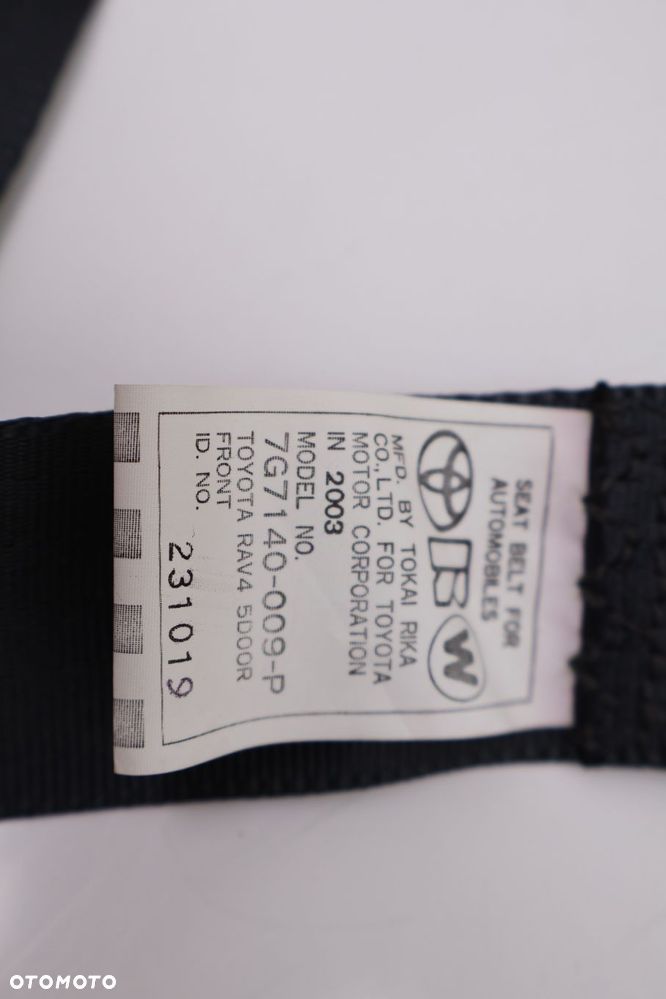 SEAT BELT FOR
AUTOMOBILES
B W
MFD. BY TOKAI RIKA
CO., LTD. FOR TOYOTA
MOTOR CORPORATION
IN 2003
MODEL NO.
7G7140-009-P
TOYOTA RAV4 5DOOR
FRONT
ID. NO.
231019
OTOMOTO